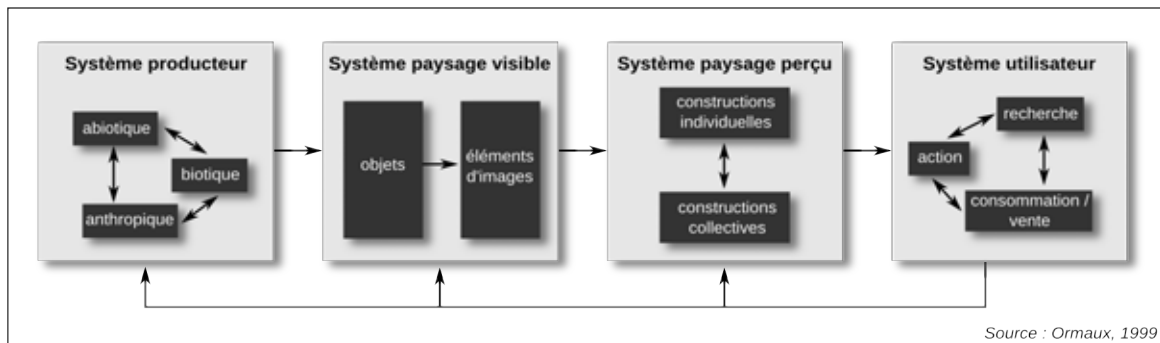 Système producteur
abiotique
biotique
anthropique
Système paysage visible
objets
éléments
d'images
Système paysage perçu
constructions
individuelles
constructions
collectives
Système utilisateur
recherche
action
consommation /
vente
Source : Ormaux, 1999